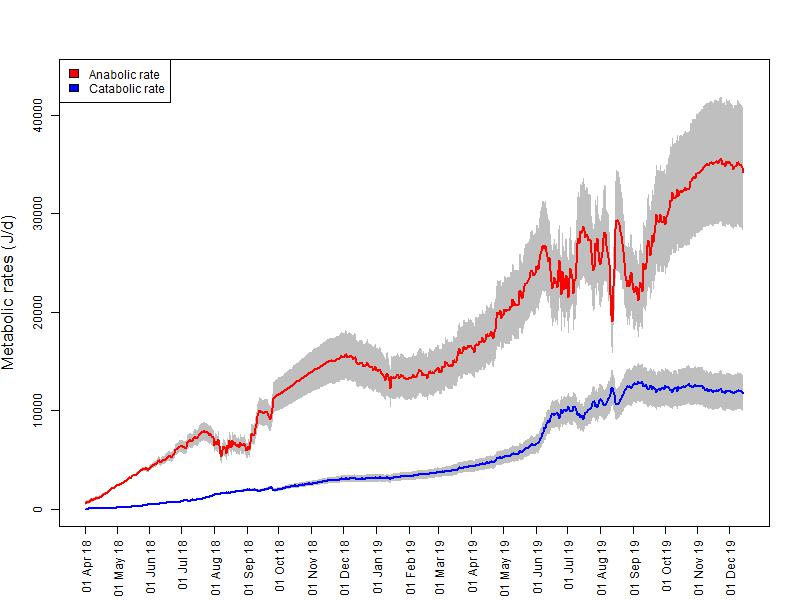 Anabolic rate
Catabolic rate
Metabolic rates (J/d)
40000
30000
20000
10000
0
01 Apr 18
01 May 18
01 Jun 18
01 Jul 18
01 Aug 18
01 Sep 18
01 Oct 18
01 Nov 18
01 Dec 18
01 Jan 19
01 Feb 19
01 Mar 19
01 Apr 19
01 May 19
01 Jun 19
01 Jul 19
01 Aug 19
01 Sep 19
01 Oct 19
01 Nov 19
01 Dec 19